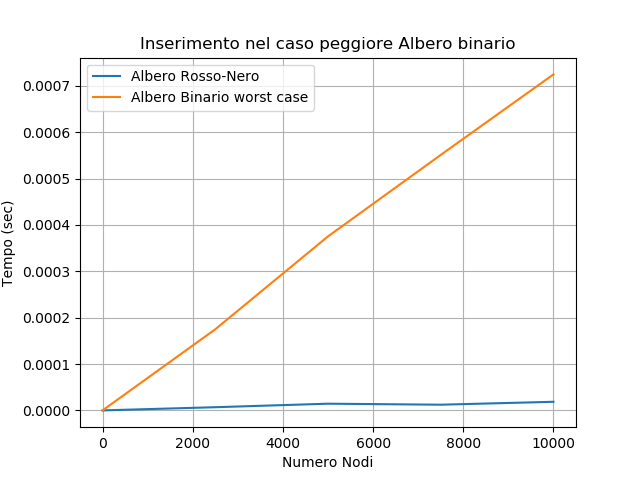 Inserimento nel caso peggiore Albero binario
Albero Rosso-Nero
Albero Binario worst case
Tempo (sec)
0.0007
0.0006
0.0005
0.0004
0.0003
0.0002
0.0001
0.0000
0 2000 4000 6000 8000 10000
Numero Nodi